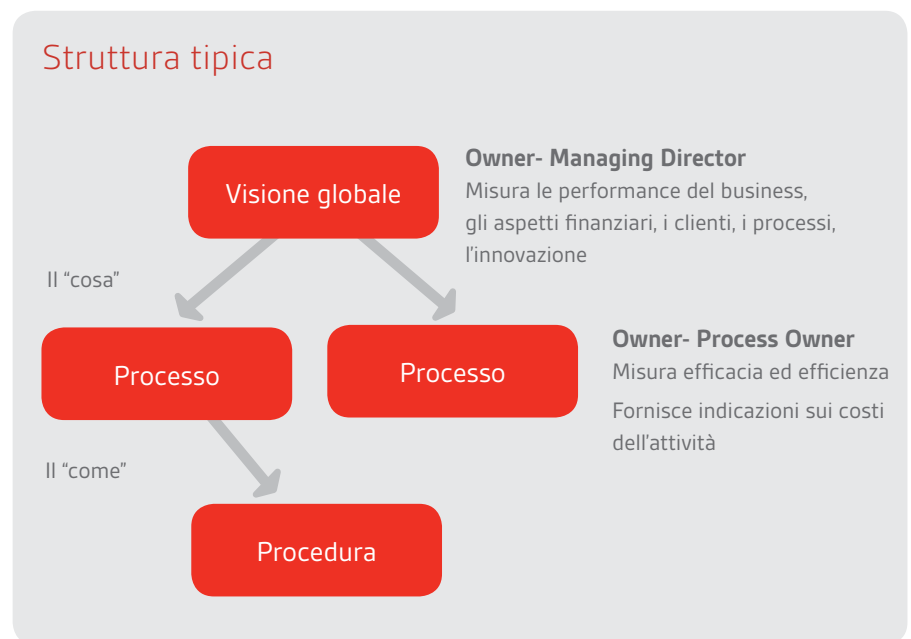 Struttura tipica
Visione globale
Owner- Managing Director
Misura le performance del business,
gli aspetti finanziari, i clienti, i processi,
l'innovazione
Il “cosa”
Processo
Processo
Owner- Process Owner
Misura efficacia ed efficienza
Fornisce indicazioni sui costi
dell'attività
Il “come”
Procedura